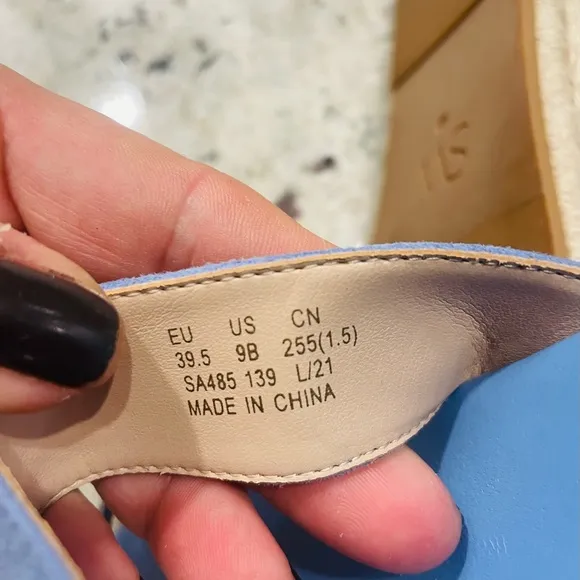 EU US CN
39.5 9B 255(1.5)
SA485 139 L/21
MADE IN CHINA